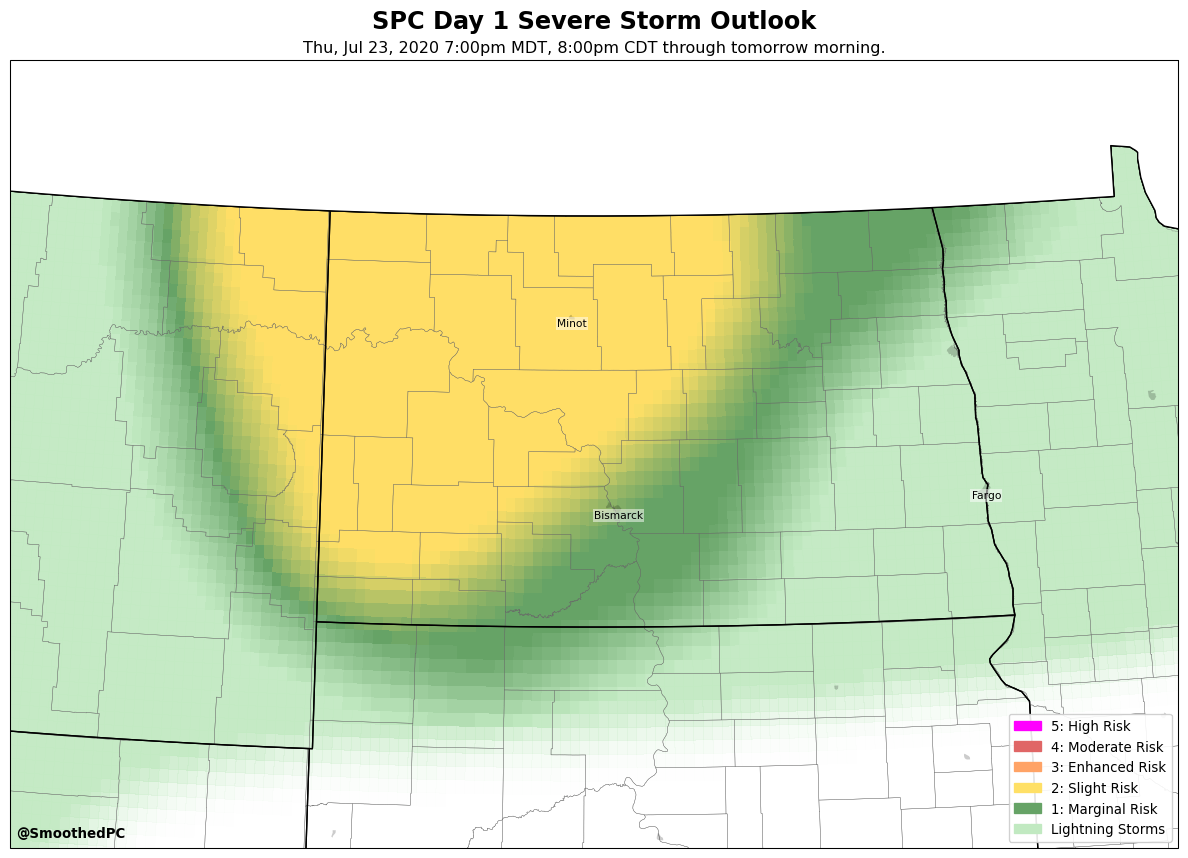 SPC Day 1 Severe Storm Outlook
Thu, Jul 23, 2020 7:00pm MDT, 8:00pm CDT through tomorrow morning.
Minot
Fargo
Bismarck
5: High Risk
4: Moderate Risk
3: Enhanced Risk
2: Slight Risk
1: Marginal Risk
Lightning Storms
@SmoothedPC